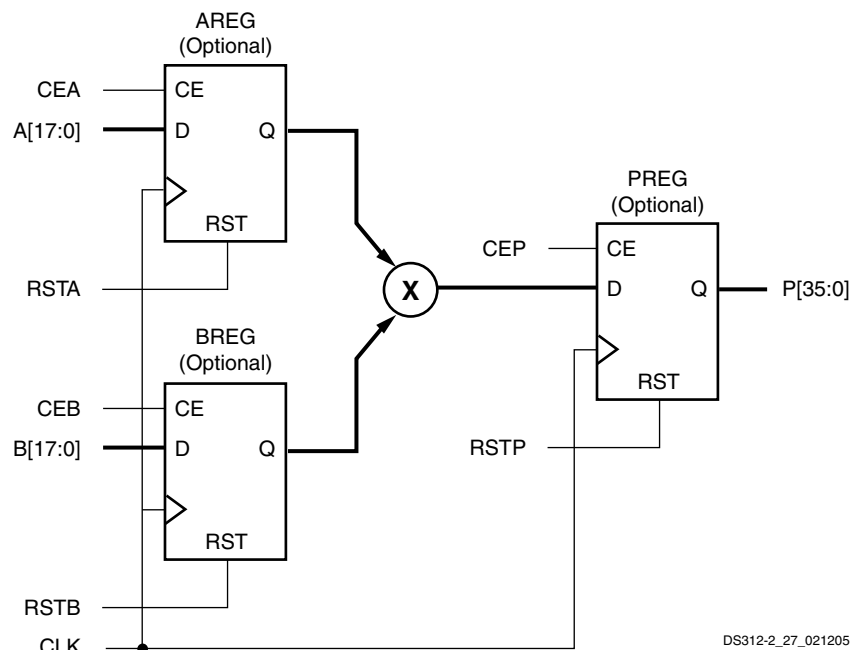 AREG
(Optional)
CEA
CE
A[17:0]
D
Q
RST
RSTA
PREG
(Optional)
CEP
CE
X
D
Q
P[35:0]
RST
RSTP
BREG
(Optional)
CEB
CE
B[17:0]
D
Q
RST
RSTB
CLK
DS312-2_27_021205